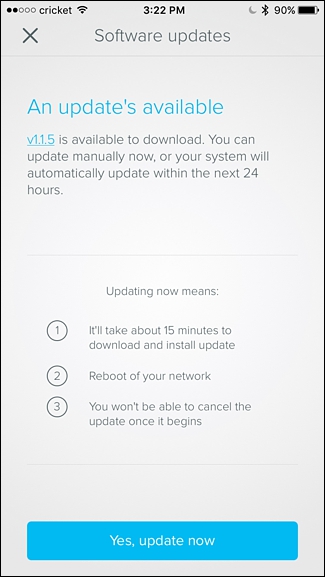 cricket 3:22 PM 90%
Software updates
An update's available
v1.1.5 is available to download. You can
update manually now, or your system will
automatically update within the next 24
hours.
Updating now means:
1 It'll take about 15 minutes to
download and install update
2 Reboot of your network
3 You won't be able to cancel the
update once it begins
Yes, update now